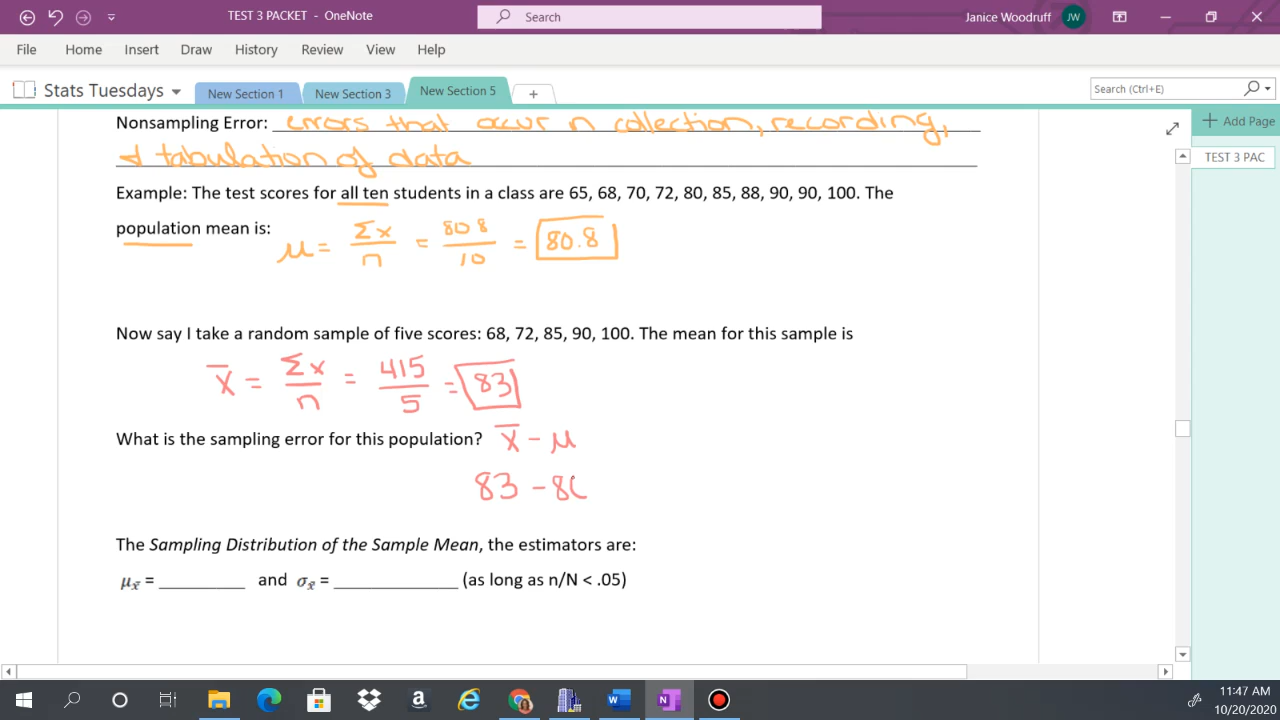 TEST 3 PACKET - OneNote
Search
Janice Woodruff
JW
File Home Insert Draw History Review View Help
Stats Tuesdays
New Section 1
New Section 3
New Section 5
+
Search (Ctrl+E)
+ Add Page
TEST 3 PAC
Nonsampling Error: errors that occur n collection, recording,
& tabulation of data
Example: The test scores for all ten students in a class are 65, 68, 70, 72, 80, 85, 88, 90, 90, 100. The
population mean is:
μ = Σx/n = 808/10 = 80.8
Now say I take a random sample of five scores: 68, 72, 85, 90, 100. The mean for this sample is
x̅ = Σx/n = 415/5 = 83
What is the sampling error for this population? x̅ - μ
83 - 8(
The Sampling Distribution of the Sample Mean, the estimators are:
μx̅ = _________ and σx̅ = _____________ (as long as n/N < .05)
11:47 AM
10/20/2020